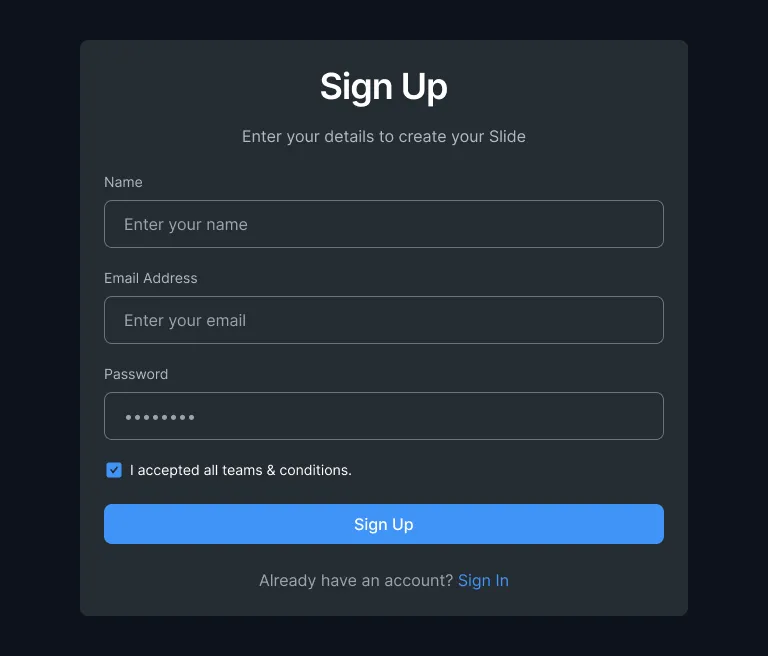 Sign Up
Enter your details to create your Slide
Name
Enter your name
Email Address
Enter your email
Password
••••••••
I accepted all teams & conditions.
Sign Up
Already have an account? Sign In